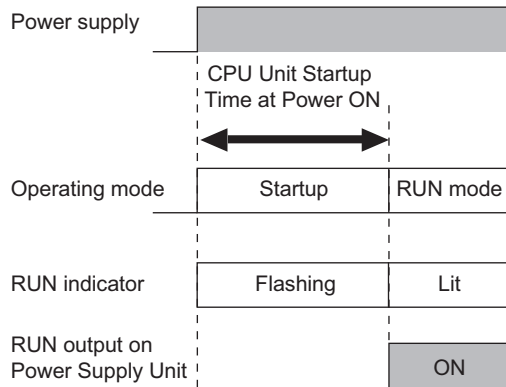 Power supply
CPU Unit Startup
Time at Power ON
Operating mode
Startup
RUN mode
RUN indicator
Flashing
Lit
RUN output on
Power Supply Unit
ON